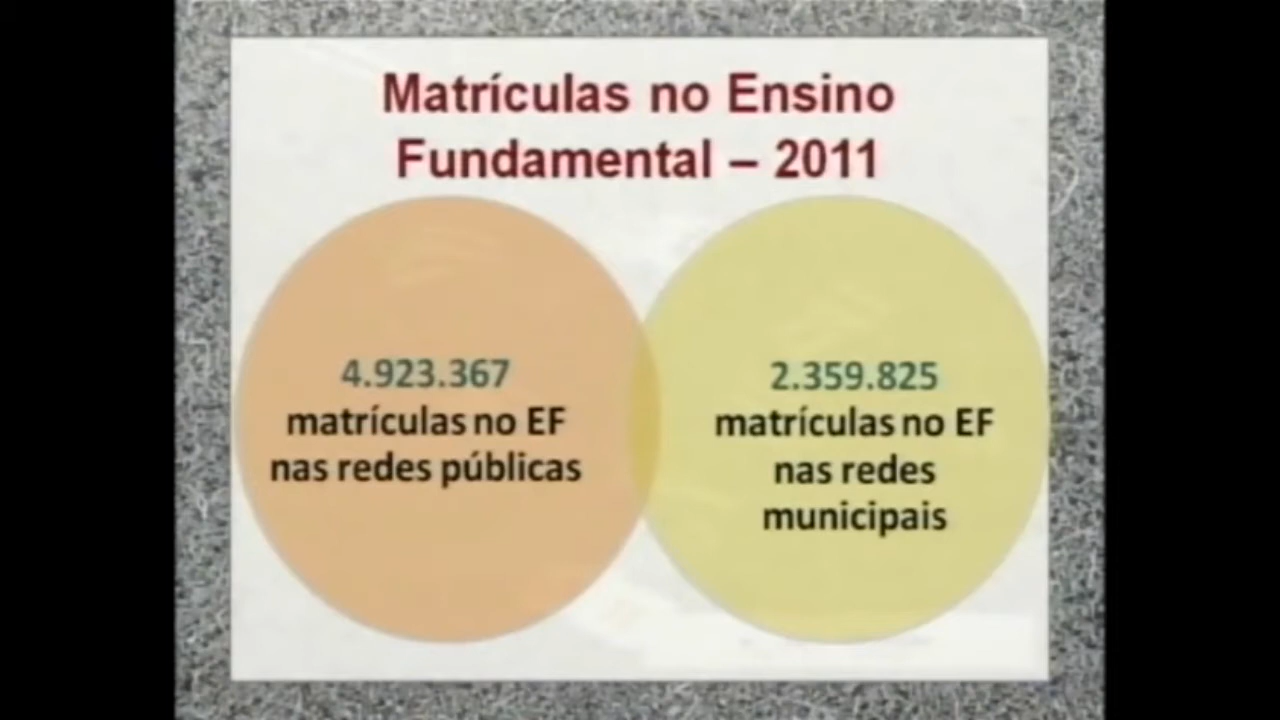 Matrículas no Ensino
Fundamental – 2011
4.923.367
matrículas no EF
nas redes públicas
2.359.825
matrículas no EF
nas redes
municipais